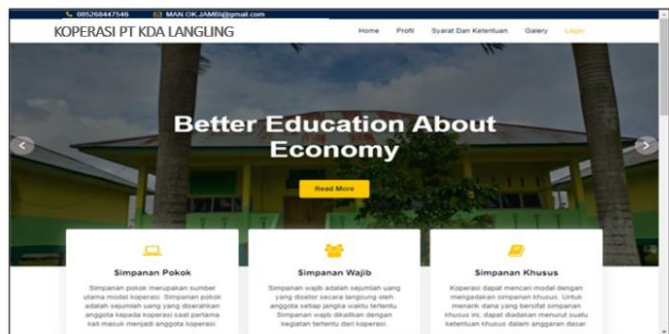 085268447546 MAN.OK.JAMBI@gmail.com
KOPERASI PT KDA LANGLING
Home Profil Syarat Dan Ketentuan Galery Login
Better Education About
Economy
Read More
Simpanan Pokok
Simpanan pokok merupakan sumber
utama modal koperasi. Simpanan pokok
adalah sejumlah uang yang diserahkan
anggota kepada koperasi saat pertama
kali masuk menjadi anggota koperasi.
Simpanan Wajib
Simpanan wajib adalah sejumlah uang
yang disetor secara langsung oleh
anggota setiap jangka waktu tertentu.
Simpanan wajib dikaitkan dengan
kegiatan tertentu dari koperasi.
Simpanan Khusus
Koperasi dapat mencari modal dengan
mengadakan simpanan khusus. Untuk
menarik dana yang bersifat simpanan
khusus ini, dapat diadakan menurut suatu
ketentuan khusus dalam anggaran dasar.